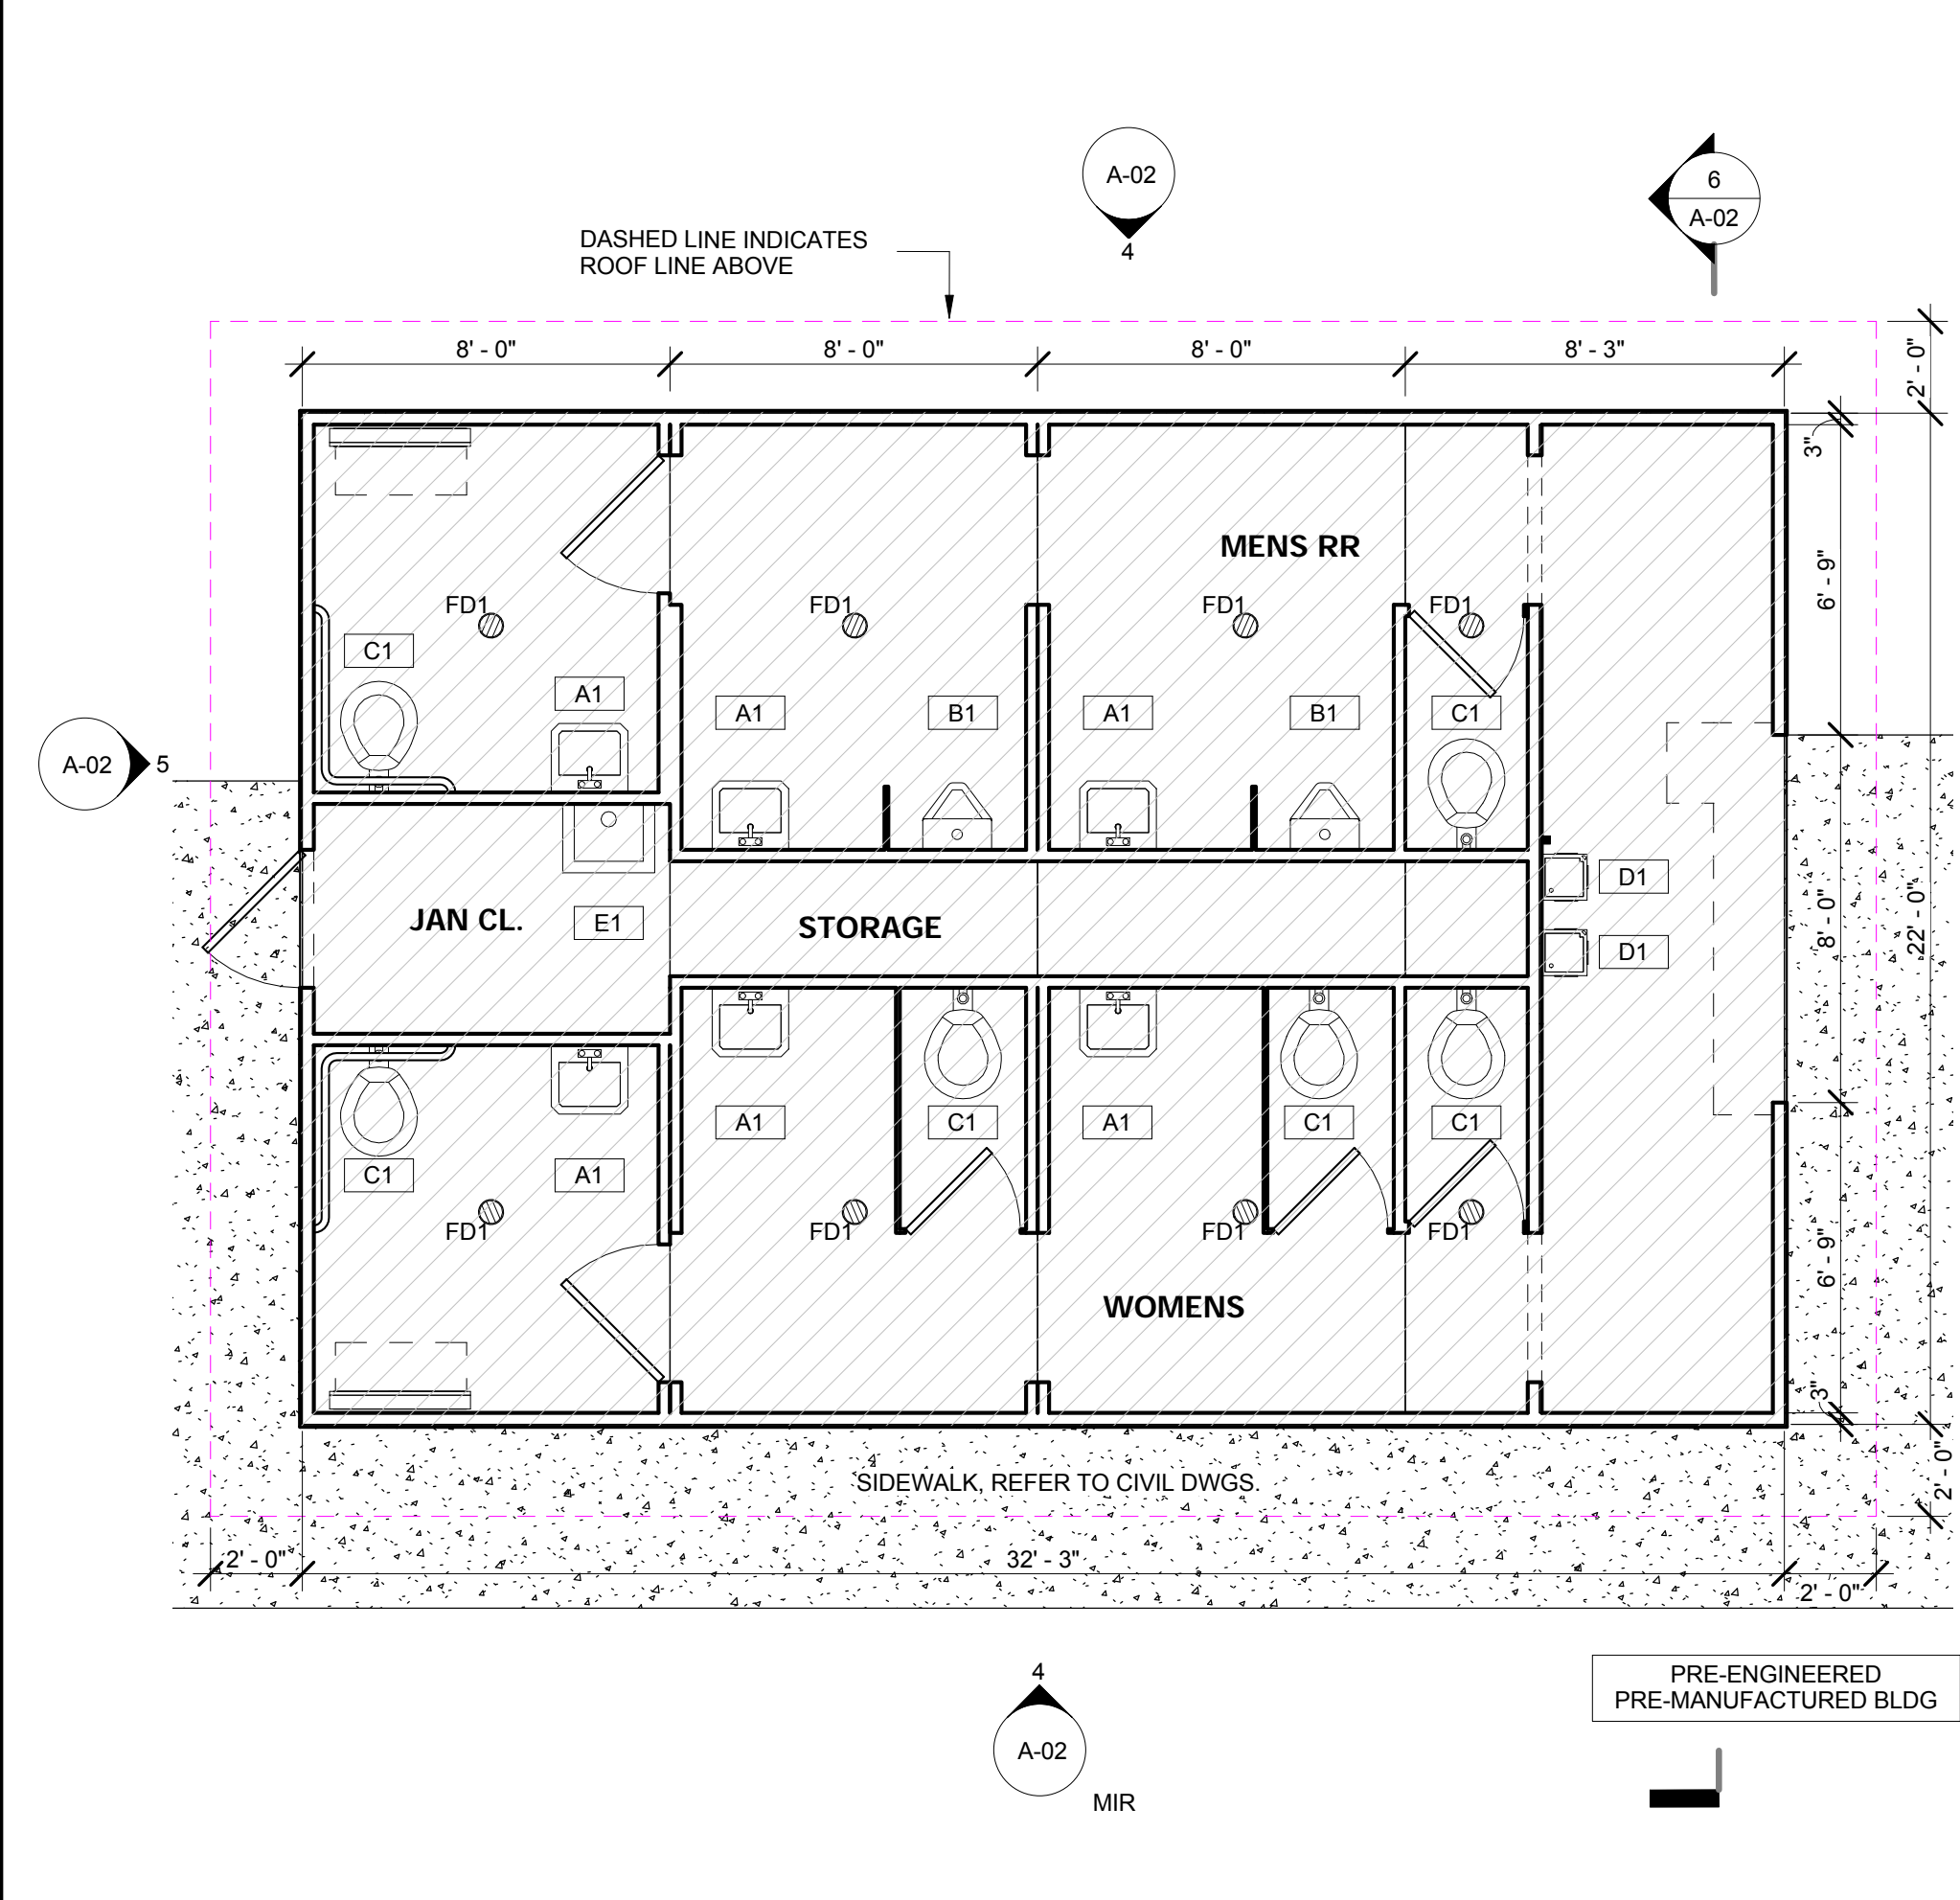 A-02
4
6
A-02
DASHED LINE INDICATES
ROOF LINE ABOVE
8' - 0"
8' - 0"
8' - 0"
8' - 3"
2' - 0"
3"
MENS RR
6' - 9"
FD1
FD1
FD1
FD1
C1
A1
A1
B1
A1
B1
C1
A-02
5
JAN CL.
E1
STORAGE
D1
D1
8' - 0"
22' - 0"
A1
C1
A1
C1
C1
C1
A1
FD1
FD1
FD1
FD1
6' - 9"
WOMENS
3"
SIDEWALK, REFER TO CIVIL DWGS.
2' - 0"
2' - 0"
32' - 3"
2' - 0"
4
A-02
MIR
PRE-ENGINEERED
PRE-MANUFACTURED BLDG